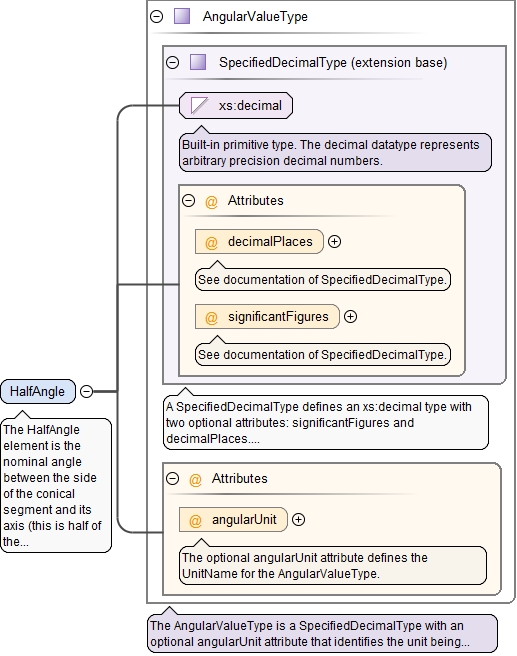 AngularValueType
SpecifiedDecimalType (extension base)
xs:decimal
Built-in primitive type. The decimal datatype represents
arbitrary precision decimal numbers.
@ Attributes
@ decimalPlaces
See documentation of SpecifiedDecimalType.
@ significantFigures
See documentation of SpecifiedDecimalType.
HalfAngle
The HalfAngle
element is the
nominal angle
between the side
of the conical
segment and its
axis (this is half of
the...
A SpecifiedDecimalType defines an xs:decimal type with
two optional attributes: significantFigures and
decimalPlaces....
@ Attributes
@ angularUnit
The optional angularUnit attribute defines the
UnitName for the AngularValueType.
The AngularValueType is a SpecifiedDecimalType with an
optional angularUnit attribute that identifies the unit being...